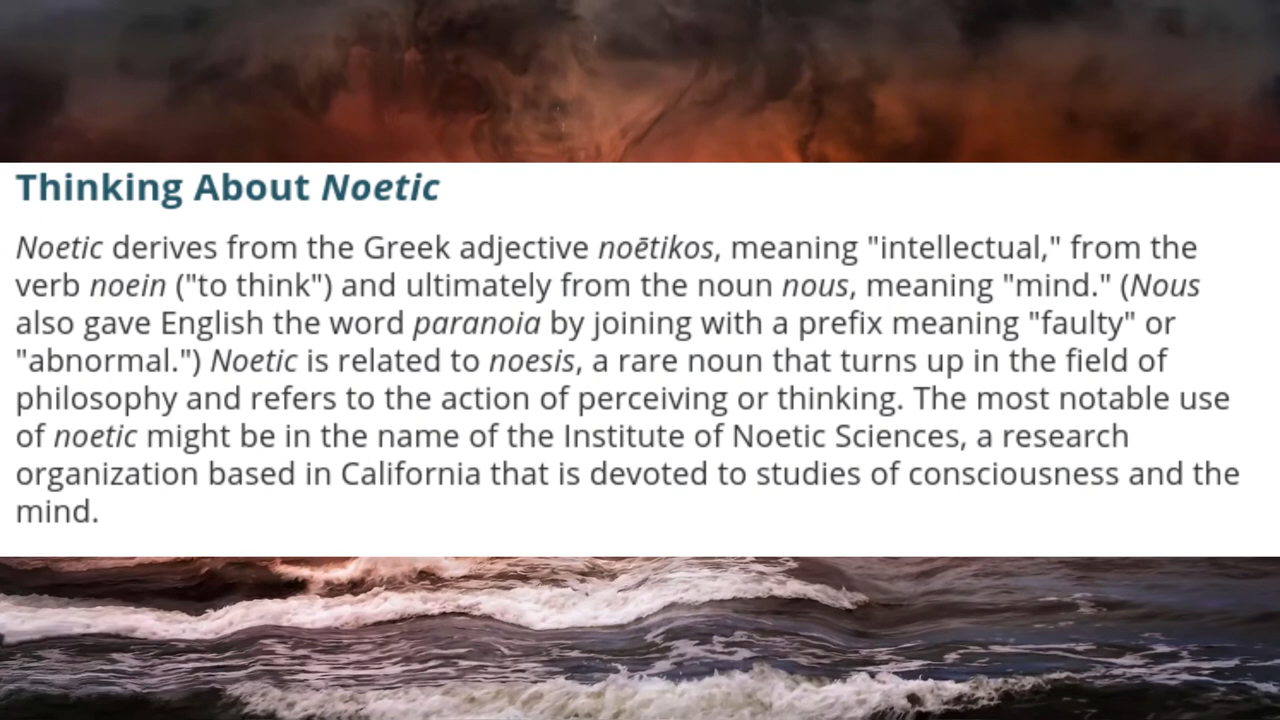 Thinking About Noetic
Noetic derives from the Greek adjective noētikos, meaning "intellectual," from the
verb noein ("to think") and ultimately from the noun nous, meaning "mind." (Nous
also gave English the word paranoia by joining with a prefix meaning "faulty" or
"abnormal.") Noetic is related to noesis, a rare noun that turns up in the field of
philosophy and refers to the action of perceiving or thinking. The most notable use
of noetic might be in the name of the Institute of Noetic Sciences, a research
organization based in California that is devoted to studies of consciousness and the
mind.